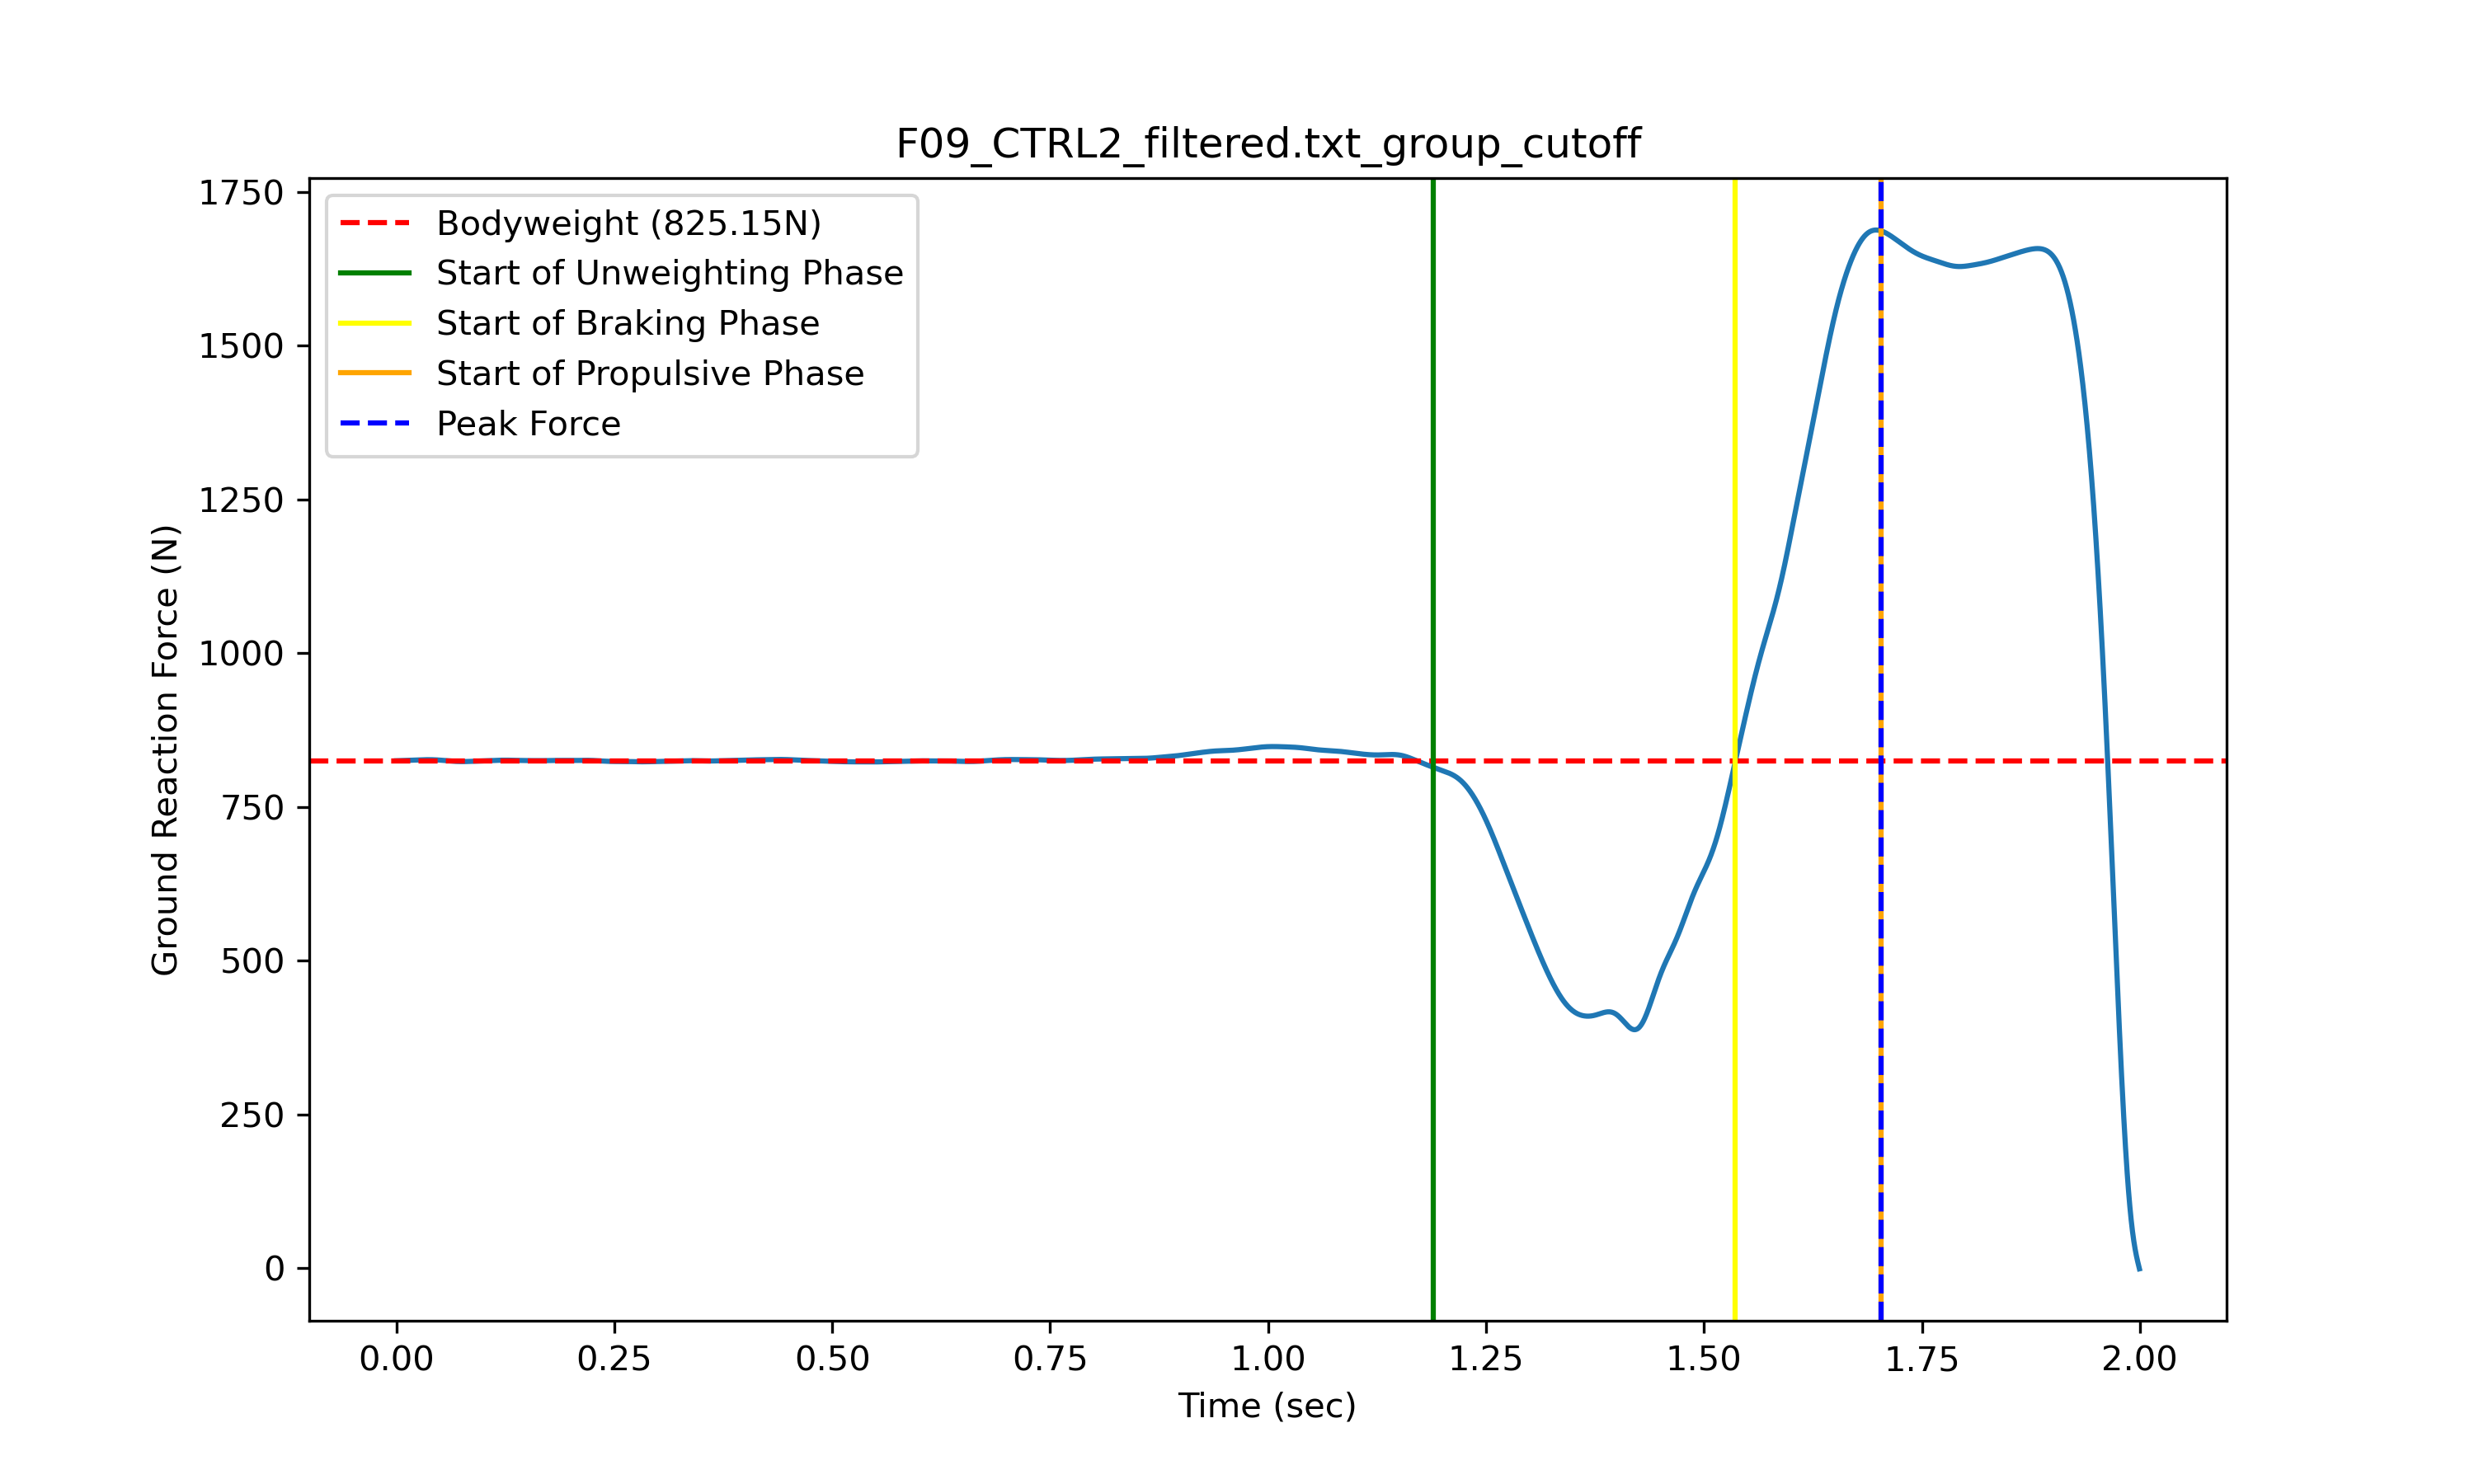 F09_CTRL2_filtered.txt_group_cutoff
Bodyweight (825.15N)
Start of Unweighting Phase
Start of Braking Phase
Start of Propulsive Phase
Peak Force
Ground Reaction Force (N)
1750
1500
1250
1000
750
500
250
0
0.00 0.25 0.50 0.75 1.00 1.25 1.50 1.75 2.00
Time (sec)